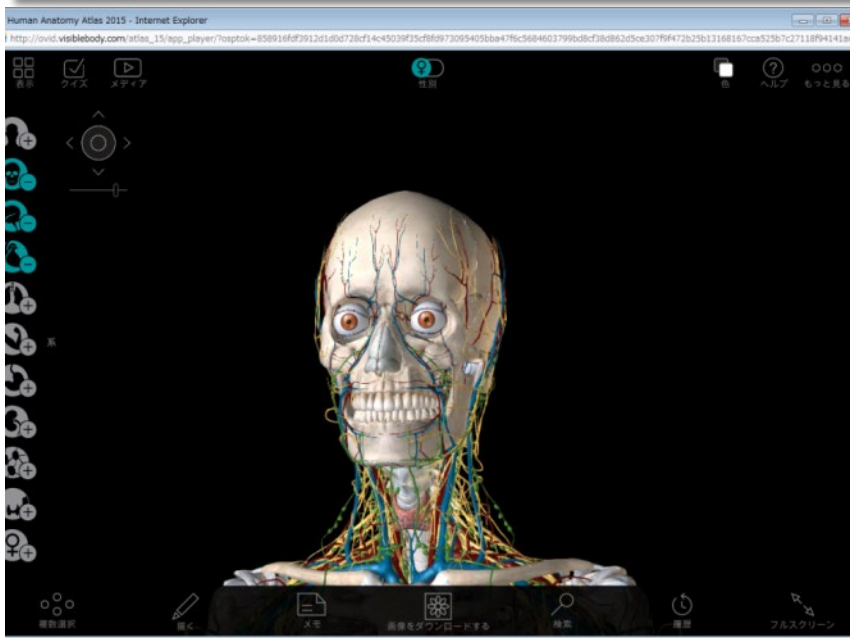 Human Anatomy Atlas 2015 - Internet Explorer
表示
クイズ
メディア
性別
色
ヘルプ
もっと見る
系
複数選択
描く
メモ
画像をダウンロードする
検索
履歴
フルスクリーン